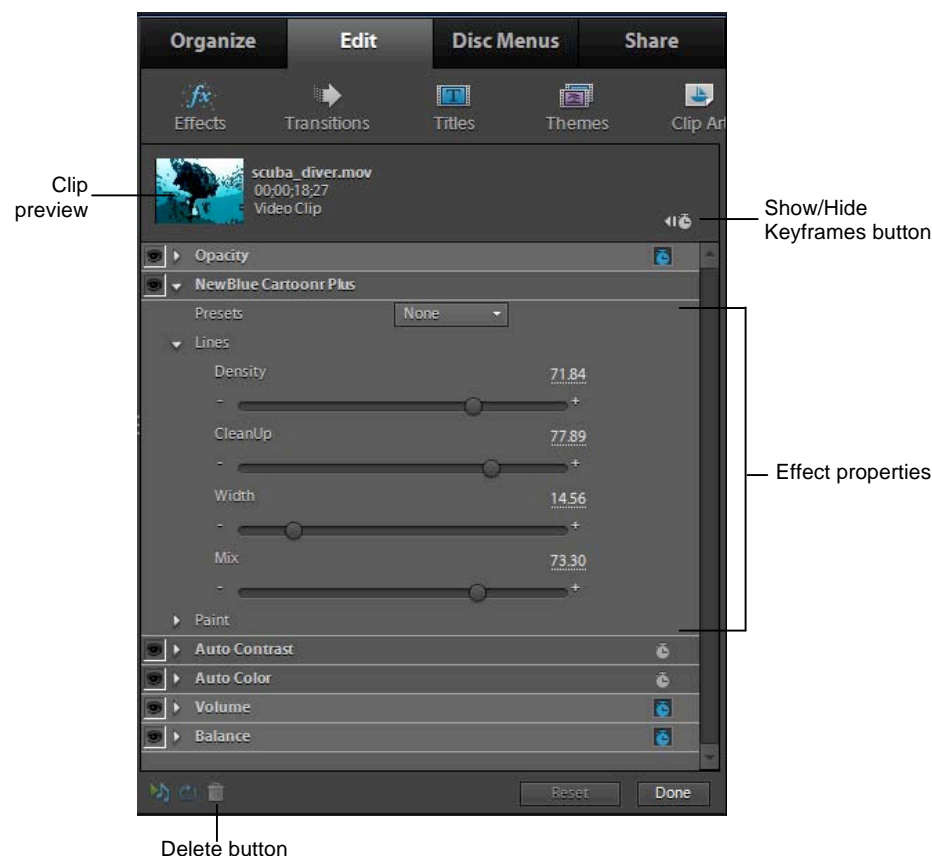 Organize Edit Disc Menus Share
Effects Transitions Titles Themes Clip Art
scuba_diver.mov
00;00;18;27
Video Clip
Clip
preview
Show/Hide
Keyframes button
Opacity
NewBlue Cartoonr Plus
Presets None
Lines
Density 71.84
- +
CleanUp 77.89
- +
Effect properties
Width 14.56
- +
Mix 73.30
- +
Paint
Auto Contrast
Auto Color
Volume
Balance
Reset Done
Delete button